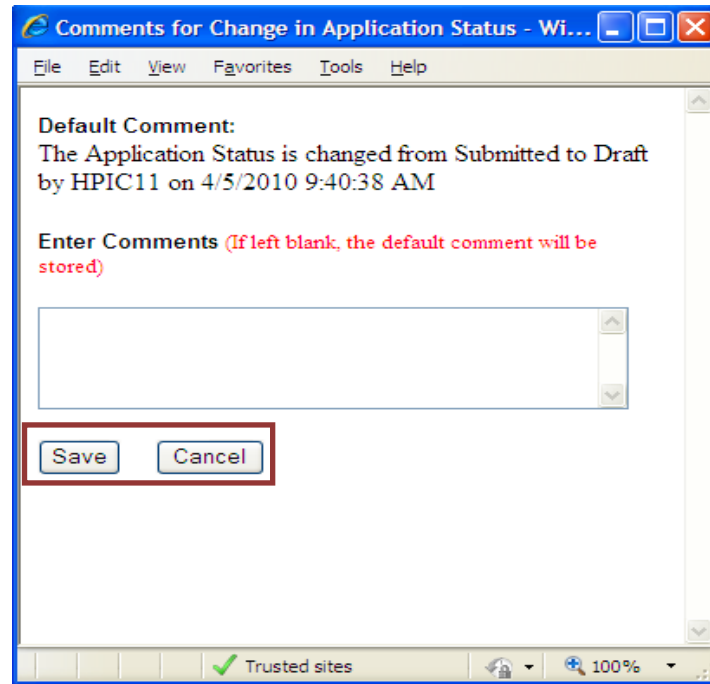 Comments for Change in Application Status - Wi...
File Edit View Favorites Tools Help
Default Comment:
The Application Status is changed from Submitted to Draft
by HPIC11 on 4/5/2010 9:40:38 AM
Enter Comments (If left blank, the default comment will be
stored)
Save Cancel
Trusted sites 100%